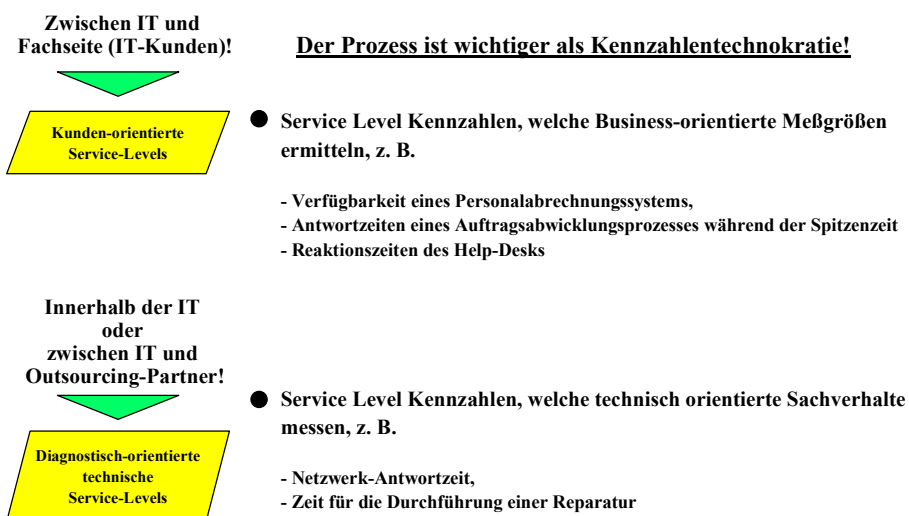 Zwischen IT und
Fachseite (IT-Kunden)!
Der Prozess ist wichtiger als Kennzahlentechnokratie!
Kunden-orientierte
Service-Levels
● Service Level Kennzahlen, welche Business-orientierte Meßgrößen
ermitteln, z. B.
- Verfügbarkeit eines Personalabrechnungssystems,
- Antwortzeiten eines Auftragsabwicklungsprozesses während der Spitzenzeit
- Reaktionszeiten des Help-Desks
Innerhalb der IT
oder
zwischen IT und
Outsourcing-Partner!
Diagnostisch-orientierte
technische
Service-Levels
● Service Level Kennzahlen, welche technisch orientierte Sachverhalte
messen, z. B.
- Netzwerk-Antwortzeit,
- Zeit für die Durchführung einer Reparatur